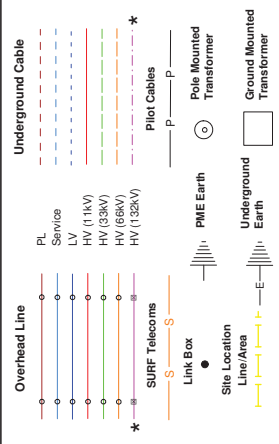 Overhead Line
Underground Cable
PL
Service
LV
HV (11kV)
HV (33kV)
HV (66kV)
HV (132kV)
*
*
SURF Telecoms
S
S
Pilot Cables
P
P
Link Box
PME Earth
Pole Mounted
Transformer
Site Location
Line/Area
Underground
Earth
E
Ground Mounted
Transformer